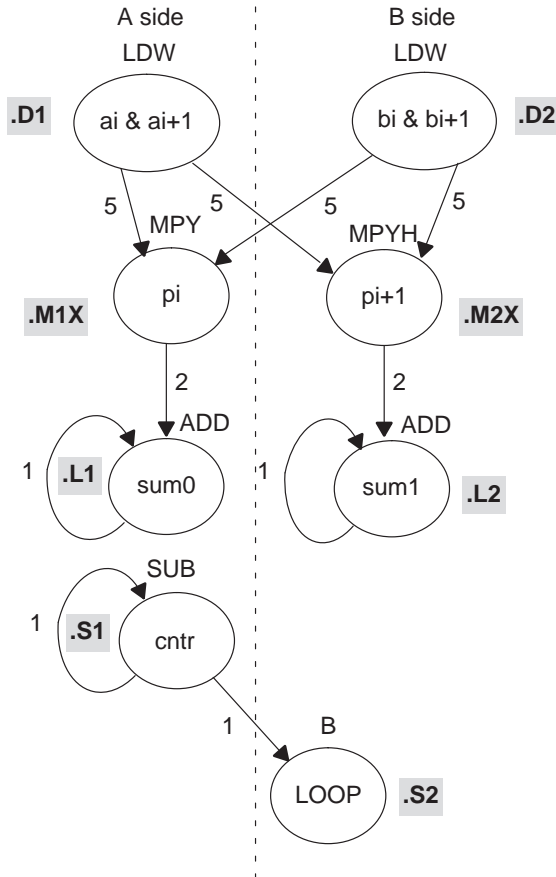 A side B side
LDW LDW
.D1 ai & ai+1 bi & bi+1 .D2
5 5 5 5
MPY MPYH
.M1X pi pi+1 .M2X
2 2
ADD ADD
1 .L1 sum0 1 sum1 .L2
SUB
1 .S1 cntr
1 B
LOOP .S2